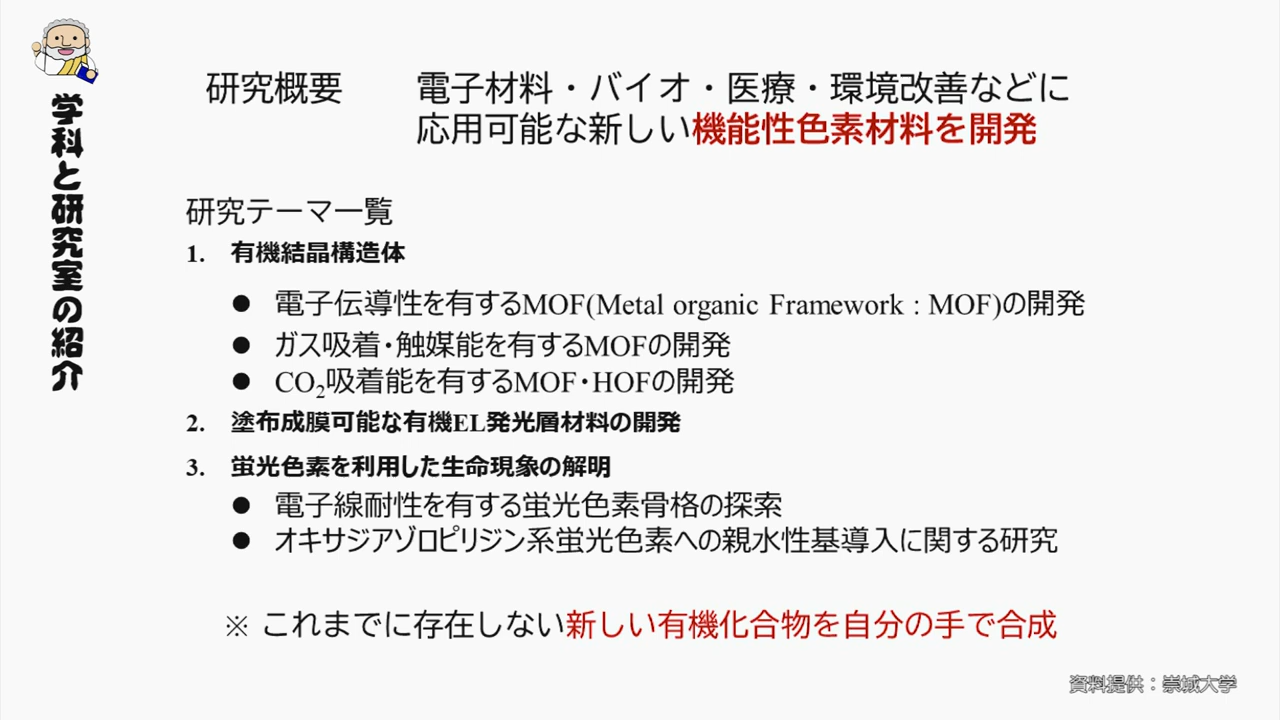 学科と研究室の紹介
研究概要 電子材料・バイオ・医療・環境改善などに
応用可能な新しい機能性色素材料を開発
研究テーマ一覧
1. 有機結晶構造体
● 電子伝導性を有するMOF(Metal organic Framework : MOF)の開発
● ガス吸着・触媒能を有するMOFの開発
● CO2吸着能を有するMOF・HOFの開発
2. 塗布成膜可能な有機EL発光層材料の開発
3. 蛍光色素を利用した生命現象の解明
● 電子線耐性を有する蛍光色素骨格の探索
● オキサジアゾロピリジン系蛍光色素への親水性基導入に関する研究
※ これまでに存在しない新しい有機化合物を自分の手で合成
資料提供：崇城大学